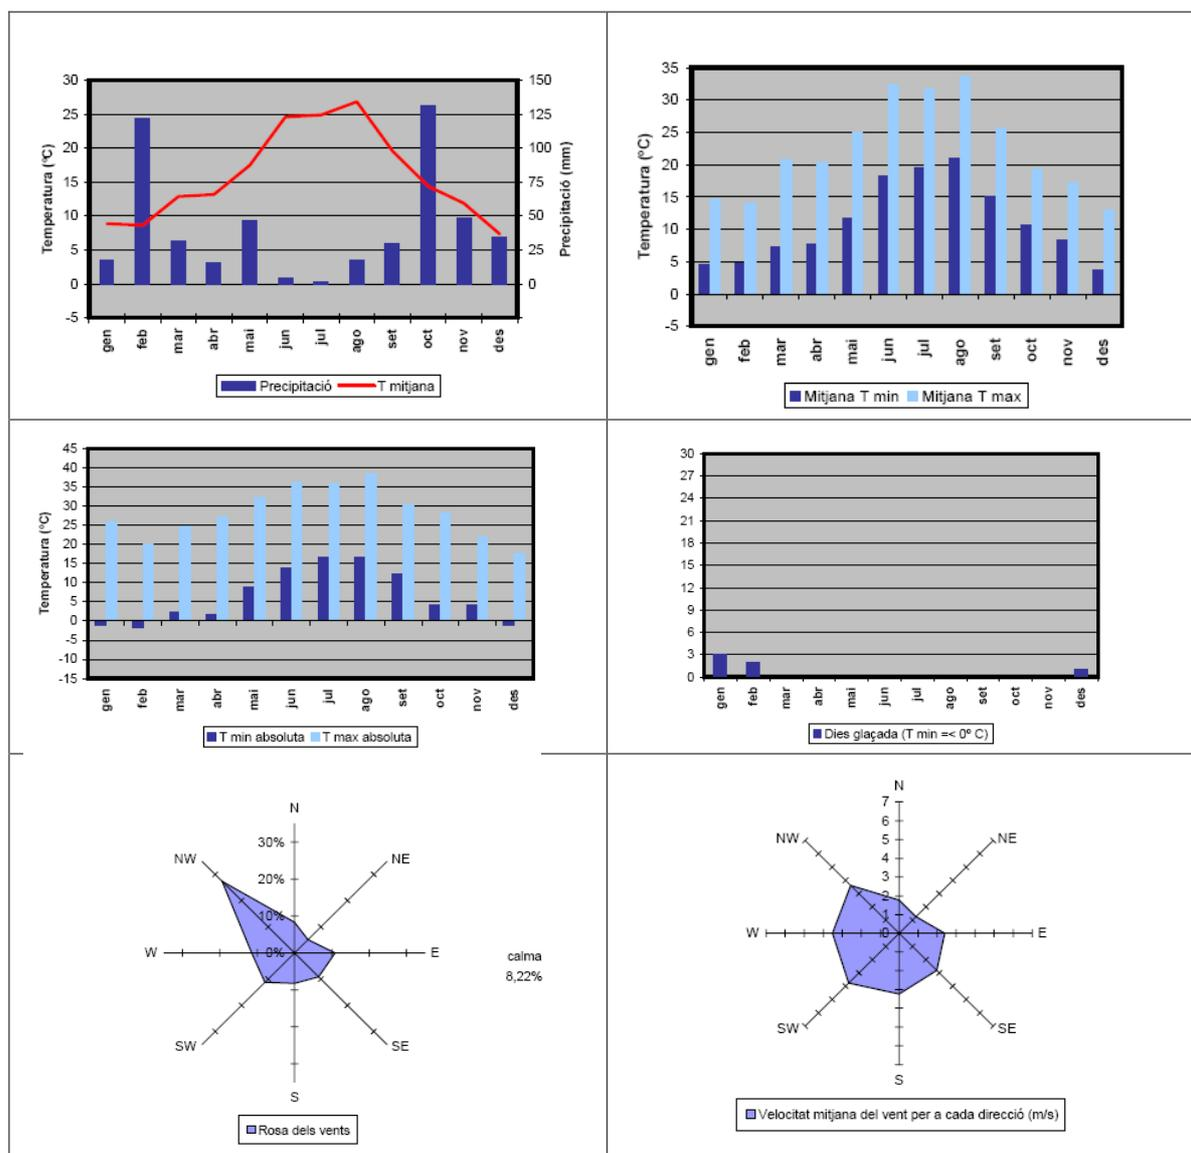 30
25
20
15
10
5
0
-5
Temperatura (ºC)
150
125
100
75
50
25
0
Precipitació (mm)
gen feb mar abr mai jun jul ago set oct nov des
Precipitació T mitjana
35
30
25
20
15
10
5
0
-5
Temperatura (ºC)
gen feb mar abr mai jun jul ago set oct nov des
Mitjana T min Mitjana T max
45
40
35
30
25
20
15
10
5
0
-5
-10
-15
Temperatura (ºC)
gen feb mar abr mai jun jul ago set oct nov des
T min absoluta T max absoluta
30
27
24
21
18
15
12
9
6
3
0
gen feb mar abr mai jun jul ago set oct nov des
Dies glaçada (T min =< 0º C)
N
30%
NW NE
20%
10%
W 0% E
calma
8,22%
SW SE
S
Rosa dels vents
N
7
6
5
NW NE
4
3
2
1
W 0 E
SW SE
S
Velocitat mitjana del vent per a cada direcció (m/s)